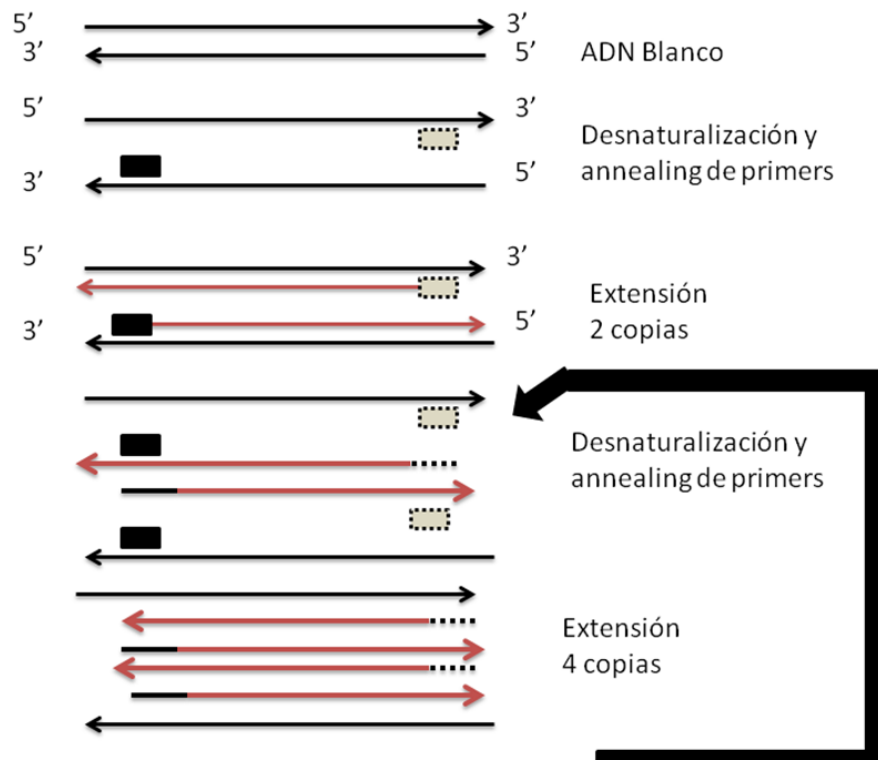 5’ 3’
3’ 5’ ADN Blanco
5’ 3’
Desnaturalización y
annealing de primers
3’ 5’
5’ 3’
Extensión
2 copias
3’ 5’
Desnaturalización y
annealing de primers
Extensión
4 copias